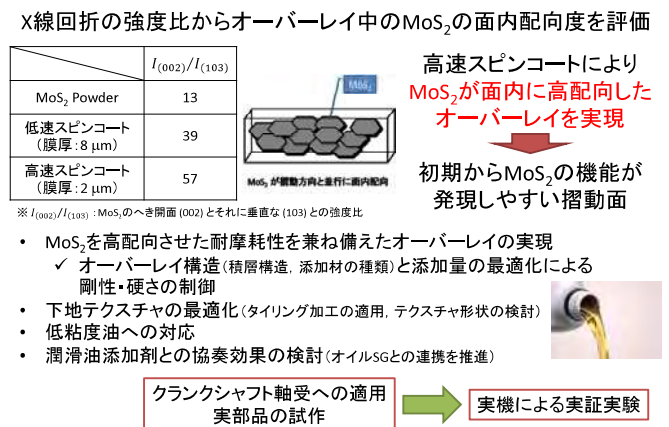 X線回折の強度比からオーバーレイ中のMoS₂の面内配向度を評価
I(002)/I(103)
MoS₂ Powder
13
低速スピンコート
(膜厚:8 μm)
39
高速スピンコート
(膜厚:2 μm)
57
MoS₂
MoS₂ が摺動方向と並行に面内配向
高速スピンコートにより
MoS₂が面内に高配向した
オーバーレイを実現
初期からMoS₂の機能が
発現しやすい摺動面
※ I(002)/I(103) :MoS₂のへき開面 (002) とそれに垂直な (103) との強度比
• MoS₂を高配向させた耐摩耗性を兼ね備えたオーバーレイの実現
✓ オーバーレイ構造(積層構造, 添加材の種類)と添加量の最適化による
剛性・硬さの制御
• 下地テクスチャの最適化(タイリング加工の適用, テクスチャ形状の検討)
• 低粘度油への対応
• 潤滑油添加剤との協奏効果の検討(オイルSGとの連携を推進)
クランクシャフト軸受への適用
実部品の試作
実機による実証実験